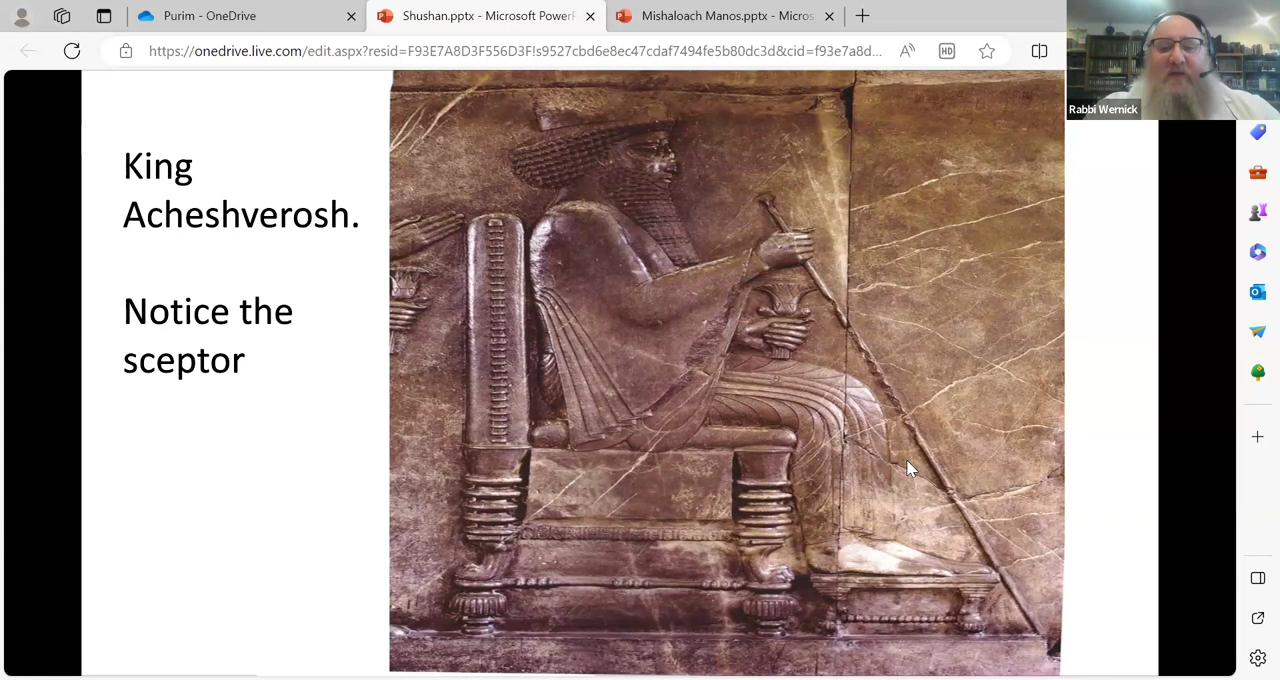 Purim - OneDrive
Shushan.pptx - Microsoft PowerP
Mishaloach Manos.pptx - Micros
https://onedrive.live.com/edit.aspx?resid=F93E7A8D3F556D3F!s9527cbd6e8ec47cdaf7494fe5b80dc3d&cid=f93e7a8d...
HD
Rabbi Wernick
King
Acheshverosh.
Notice the
sceptor